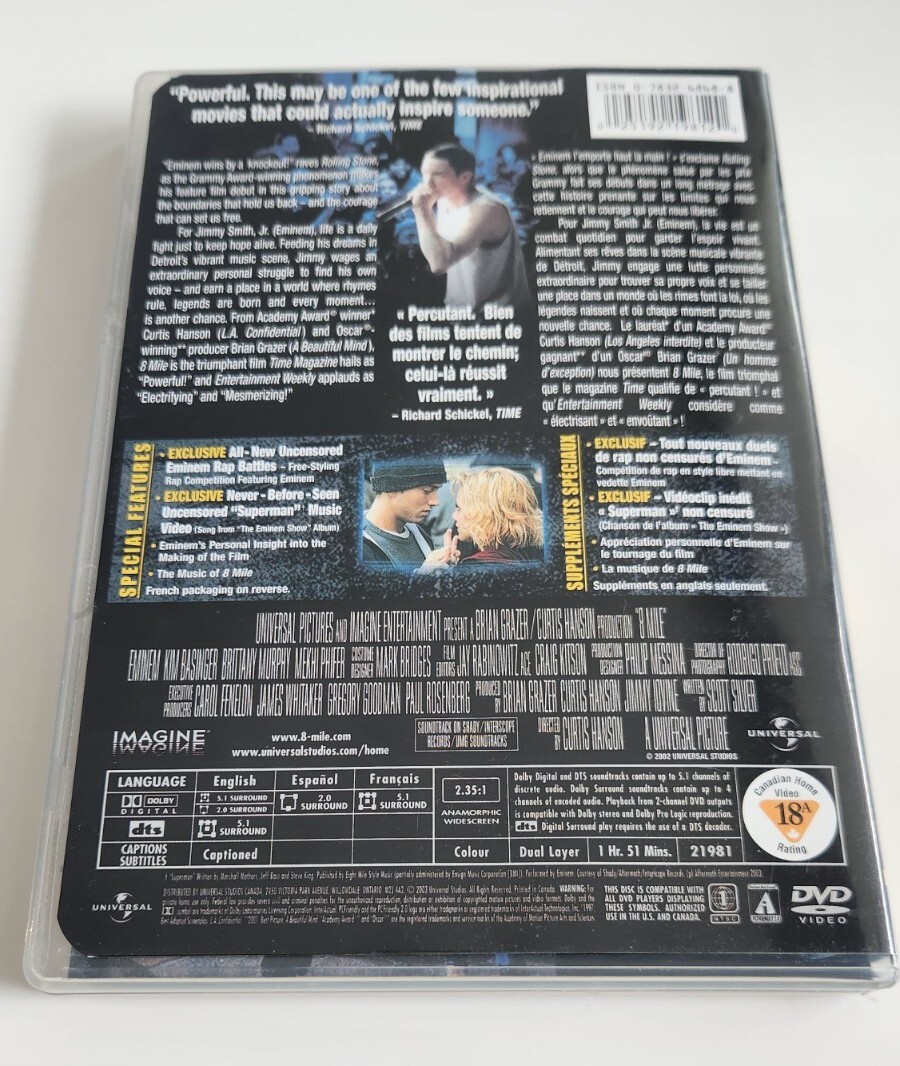 "Powerful. This may be one of the few inspirational
movies that could actually inspire someone."
- Richard Schickel, TIME
"Eminem wins by a knockout!" raves Rolling Stone,
as the Grammy Award-winning phenomenon makes
his feature film debut in this gripping story about
the boundaries that hold us back – and the courage
that can set us free.
For Jimmy Smith, Jr. (Eminem), life is a daily
fight just to keep hope alive. Feeding his dreams in
Detroit's vibrant music scene, Jimmy wages an
extraordinary personal struggle to find his own
voice – and earn a place in a world where rhymes
rule, legends are born and every moment...
is another chance. From Academy Award® winner*
Curtis Hanson (L.A. Confidential) and Oscar®-
winning** producer Brian Grazer (A Beautiful Mind),
8 Mile is the triumphant film Time Magazine hails as
"Powerful!" and Entertainment Weekly applauds as
"Electrifying" and "Mesmerizing!"
« Percutant. Bien
des films tentent de
montrer le chemin;
celui-là réussit
vraiment. »
– Richard Schickel, TIME
« Eminem l'emporte haut la main ! » s'exclame Rolling
Stone, alors que le phénomène salué par les prix
Grammy fait ses débuts dans un long métrage avec
cette histoire prenante sur les limites qui nous
retiennent et le courage qui peut nous libérer.
Pour Jimmy Smith Jr. (Eminem), la vie est un
combat quotidien pour garder l'espoir vivant.
Alimentant ses rêves dans la scène musicale vibrante
de Détroit, Jimmy engage une lutte personnelle
extraordinaire pour trouver sa propre voix et se tailler
une place dans un monde où les rimes font la loi, où les
légendes naissent et où chaque moment procure une
nouvelle chance. Le lauréat* d'un Academy Award®
Curtis Hanson (Los Angeles interdite) et le producteur
gagnant** d'un Oscar® Brian Grazer (Un homme
d'exception) nous présentent 8 Mile, le film triomphal
que le magazine Time qualifie de « percutant ! » et
qu'Entertainment Weekly considère comme
« électrisant » et « envoûtant » !
SPECIAL FEATURES
• EXCLUSIVE All-New Uncensored
Eminem Rap Battles – Free-Styling
Rap Competition Featuring Eminem
• EXCLUSIVE Never-Before-Seen
Uncensored "Superman"† Music
Video (Song from "The Eminem Show" Album)
• Eminem's Personal Insight into the
Making of the Film
• The Music of 8 Mile
French packaging on reverse.
SUPPLÉMENTS SPÉCIAUX
• EXCLUSIF – Tout nouveaux duels
de rap non censurés d'Eminem –
Compétition de rap en style libre mettant en
vedette Eminem
• EXCLUSIF – Vidéoclip inédit
« Superman »† non censuré
(Chanson de l'album « The Eminem Show »)
• Appréciation personnelle d'Eminem sur
le tournage du film
• La musique de 8 Mile
Suppléments en anglais seulement.
UNIVERSAL PICTURES AND IMAGINE ENTERTAINMENT PRESENT A BRIAN GRAZER / CURTIS HANSON PRODUCTION "8 MILE"
EMINEM KIM BASINGER BRITTANY MURPHY MEKHI PHIFER COSTUME DESIGNER MARK BRIDGES FILM EDITORS JAY RABINOWITZ, ACE CRAIG KITSON PRODUCTION DESIGNER PHILIP MESSINA DIRECTOR OF PHOTOGRAPHY RODRIGO PRIETO, ASC
EXECUTIVE PRODUCERS CAROL FENELON JAMES WHITAKER GREGORY GOODMAN PAUL ROSENBERG PRODUCED BY BRIAN GRAZER CURTIS HANSON JIMMY IOVINE WRITTEN BY SCOTT SILVER
IMAGINE
www.8-mile.com
www.universalstudios.com/home
SOUNDTRACK ON SHADY/INTERSCOPE
RECORDS / UMG SOUNDTRACKS
DIRECTED BY CURTIS HANSON A UNIVERSAL PICTURE
© 2002 UNIVERSAL STUDIOS
UNIVERSAL
LANGUAGE English Español Français
DOLBY DIGITAL 5.1 SURROUND 2.0 SURROUND 2.0 SURROUND 5.1 SURROUND
dts 5.1 SURROUND
CAPTIONS SUBTITLES Captioned
2.35:1
ANAMORPHIC
WIDESCREEN
Dolby Digital and DTS soundtracks contain up to 5.1 channels of
discrete audio. Dolby Surround soundtracks contain up to 4
channels of encoded audio. Playback from 2-channel DVD outputs
is compatible with Dolby stereo and Dolby Pro Logic reproduction.
dts Digital Surround play requires the use of a DTS decoder.
Colour Dual Layer 1 Hr. 51 Mins. 21981
Canadian Home
Video
18A
Rating
UNIVERSAL
THIS DISC IS COMPATIBLE WITH
ALL DVD PLAYERS DISPLAYING
THESE SYMBOLS. AUTHORIZED
USE IN THE U.S. AND CANADA.
1
NTSC
DVD
VIDEO